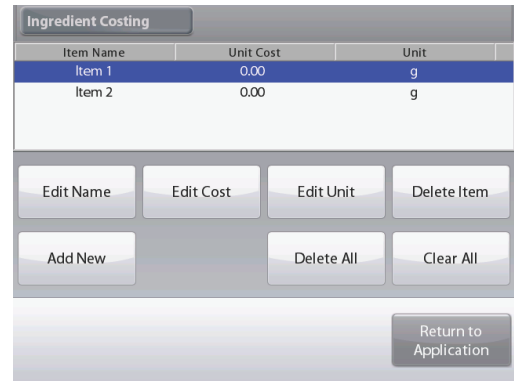 Ingredient Costing
Item Name Unit Cost Unit
Item 1 0.00 g
Item 2 0.00 g
Edit Name Edit Cost Edit Unit Delete Item
Add New Delete All Clear All
Return to
Application